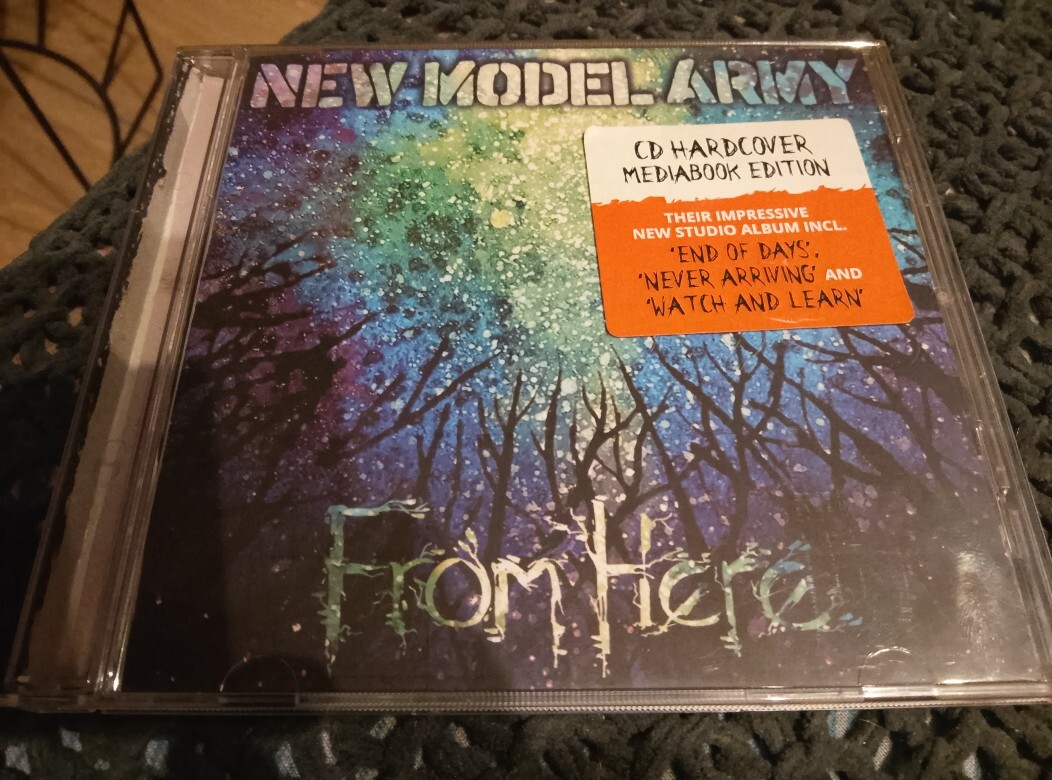 NEW MODEL ARMY
CD HARDCOVER
MEDIABOOK EDITION
THEIR IMPRESSIVE
NEW STUDIO ALBUM INCL.
'END OF DAYS',
'NEVER ARRIVING' AND
'WATCH AND LEARN'
From Here